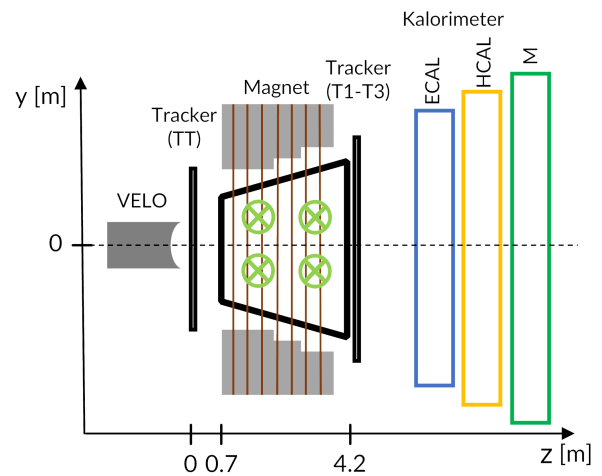 Kalorimeter
y [m]
Tracker
(TT)
Magnet
Tracker
(T1-T3)
ECAL
HCAL
M
VELO
0
0 0.7 4.2
z [m]